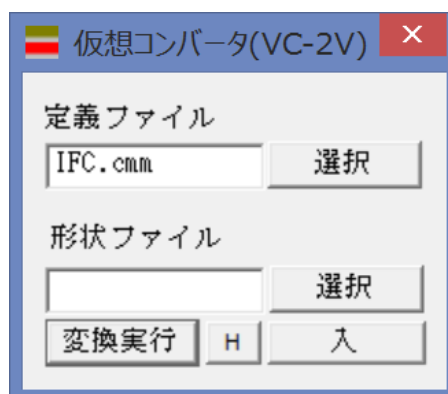 仮想コンバータ(VC-2V)
定義ファイル
IFC.cmm 選択
形状ファイル
選択
変換実行 H 入